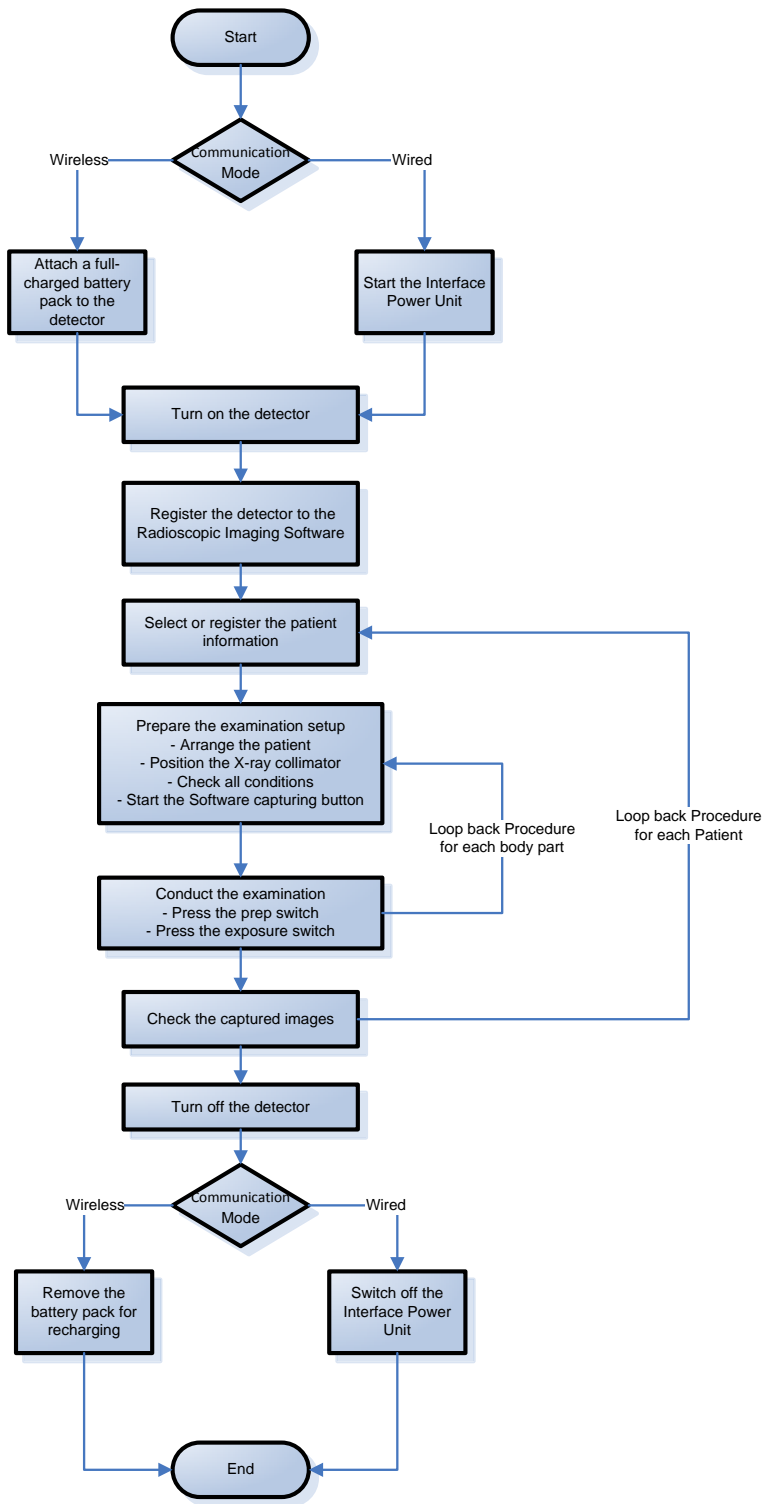 Start
Communication
Mode
Wireless
Wired
Attach a full-
charged battery
pack to the
detector
Start the Interface
Power Unit
Turn on the detector
Register the detector to the
Radioscopic Imaging Software
Select or register the patient
information
Prepare the examination setup
- Arrange the patient
- Position the X-ray collimator
- Check all conditions
- Start the Software capturing button
Loop back Procedure
for each body part
Loop back Procedure
for each Patient
Conduct the examination
- Press the prep switch
- Press the exposure switch
Check the captured images
Turn off the detector
Communication
Mode
Wireless
Wired
Remove the
battery pack for
recharging
Switch off the
Interface Power
Unit
End